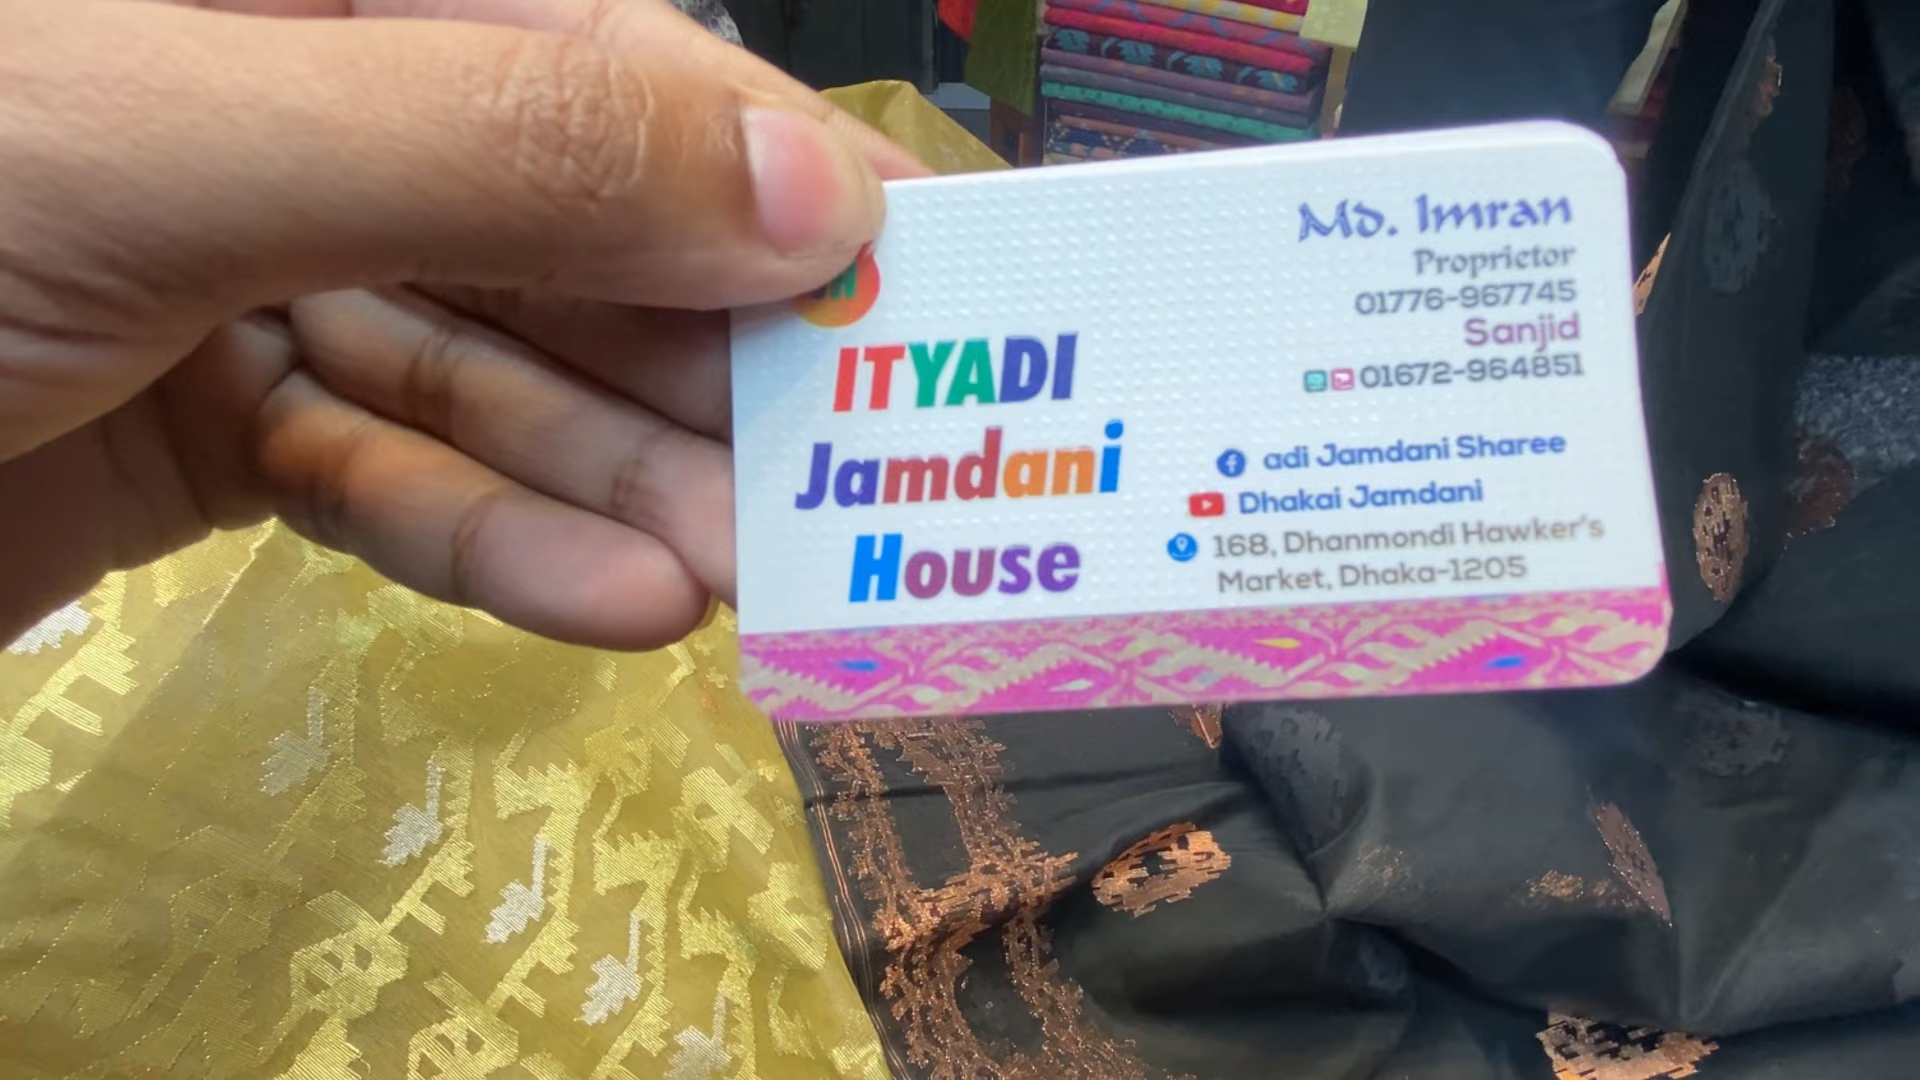 ITYADI
Jamdani
House
Md. Imran
Proprietor
01776-967745
Sanjid
01672-964851
adi Jamdani Sharee
Dhakai Jamdani
168, Dhanmondi Hawker's
Market, Dhaka-1205